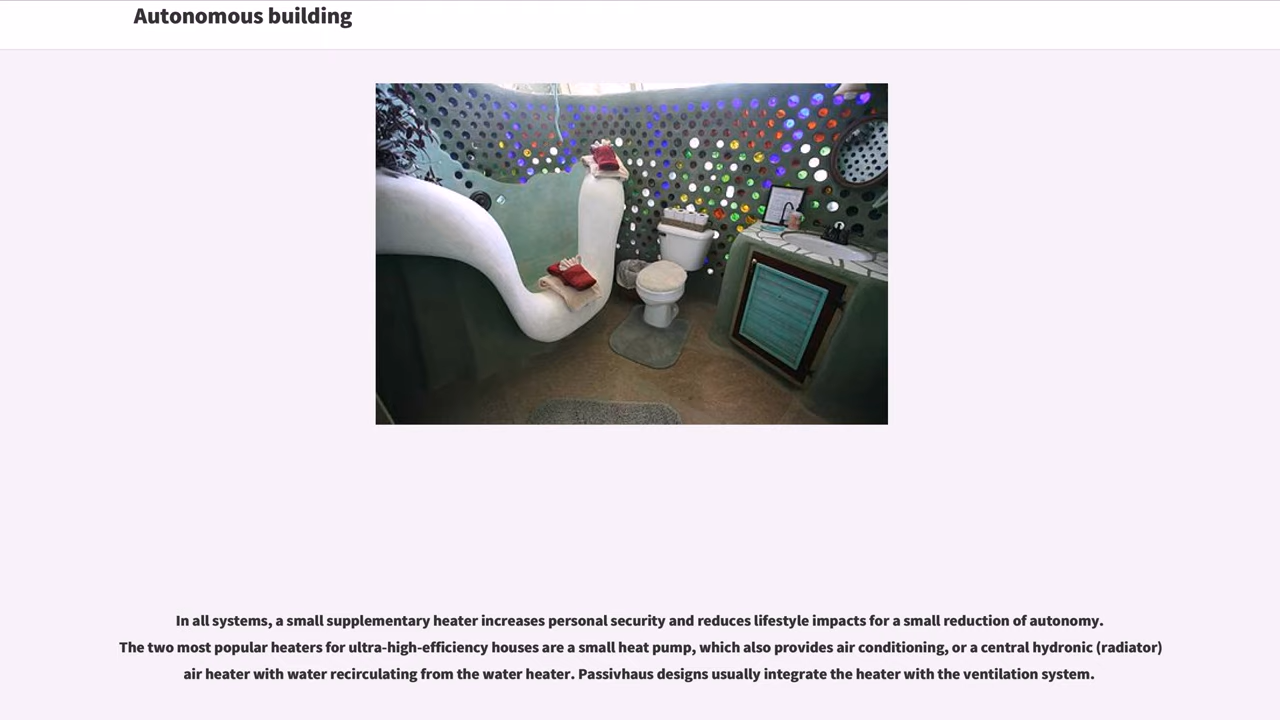 Autonomous building
In all systems, a small supplementary heater increases personal security and reduces lifestyle impacts for a small reduction of autonomy.
The two most popular heaters for ultra-high-efficiency houses are a small heat pump, which also provides air conditioning, or a central hydronic (radiator)
air heater with water recirculating from the water heater. Passivhaus designs usually integrate the heater with the ventilation system.